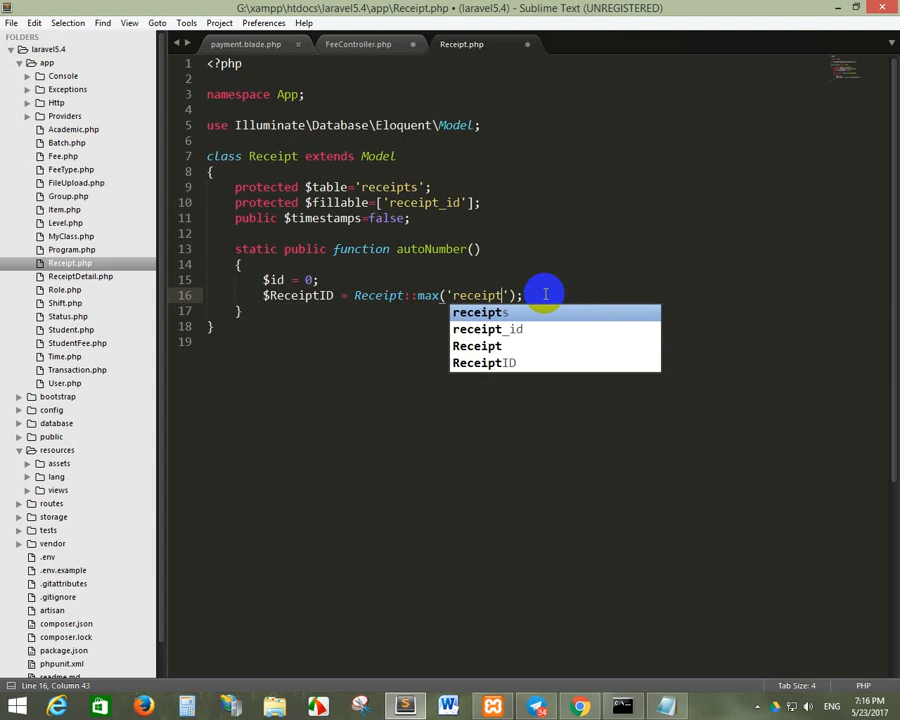 G:\xampp\htdocs\laravel5.4\app\Receipt.php • (laravel5.4) - Sublime Text (UNREGISTERED)
File Edit Selection Find View Goto Tools Project Preferences Help
FOLDERS
laravel5.4
app
Console
Exceptions
Http
Providers
Academic.php
Batch.php
Fee.php
FeeType.php
FileUpload.php
Group.php
Item.php
Level.php
MyClass.php
Program.php
Receipt.php
ReceiptDetail.php
Role.php
Shift.php
Status.php
Student.php
StudentFee.php
Time.php
Transaction.php
User.php
bootstrap
config
database
public
resources
assets
lang
views
routes
storage
tests
vendor
.env
.env.example
.gitattributes
.gitignore
artisan
composer.json
composer.lock
package.json
phpunit.xml
readme.md
payment.blade.php FeeController.php Receipt.php
1 <?php
2
3 namespace App;
4
5 use Illuminate\Database\Eloquent\Model;
6
7 class Receipt extends Model
8 {
9 protected $table='receipts';
10 protected $fillable=['receipt_id'];
11 public $timestamps=false;
12
13 static public function autoNumber()
14 {
15 $id = 0;
16 $ReceiptID = Receipt::max('receipt');
17 }
18 }
19
receipts
receipt_id
Receipt
ReceiptID
Line 16, Column 43 Tab Size: 4 PHP
34
ENG
7:16 PM
5/23/2017